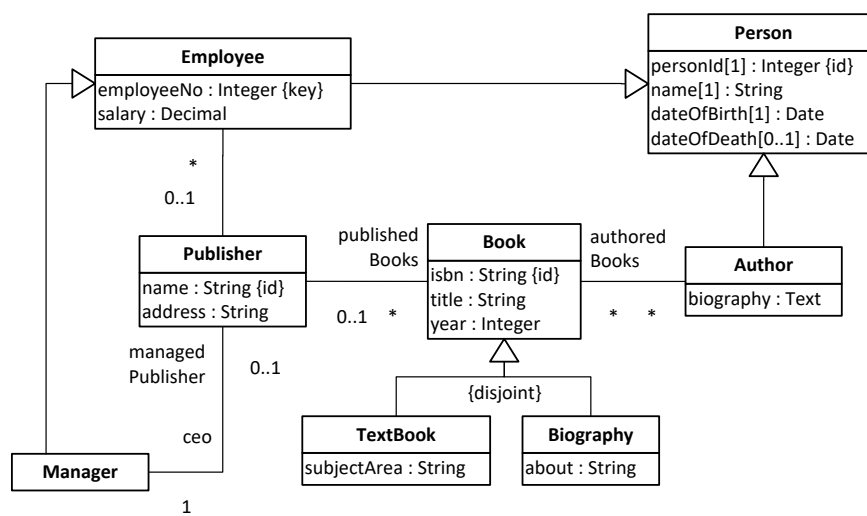 Person
personId[1] : Integer {id}
name[1] : String
dateOfBirth[1] : Date
dateOfDeath[0..1] : Date
Employee
employeeNo : Integer {key}
salary : Decimal
*
0..1
Publisher
name : String {id}
address : String
published
Books
0..1
*
Book
isbn : String {id}
title : String
year : Integer
authored
Books
*
*
Author
biography : Text
managed
Publisher
0..1
{disjoint}
TextBook
subjectArea : String
Biography
about : String
ceo
Manager
1